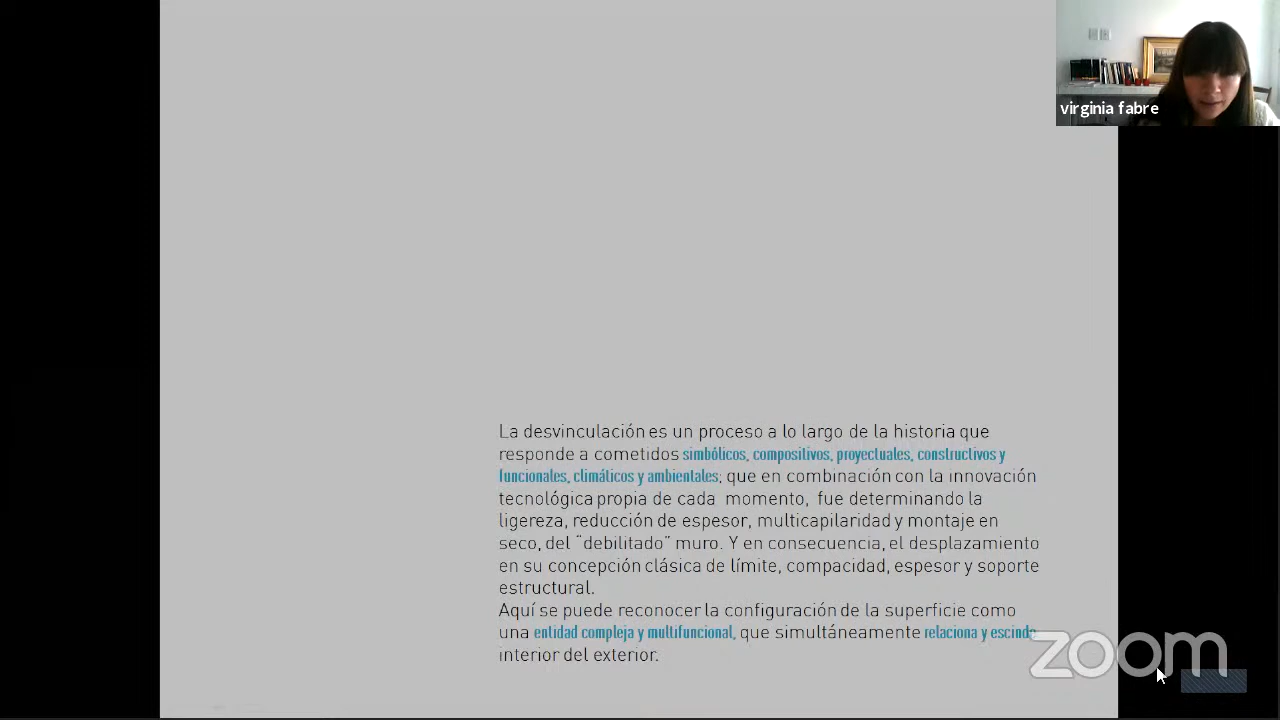 virginia fabre
La desvinculación es un proceso a lo largo de la historia que
responde a cometidos simbólicos, compositivos, proyectuales, constructivos y
funcionales, climáticos y ambientales; que en combinación con la innovación
tecnológica propia de cada momento, fue determinando la
ligereza, reducción de espesor, multicapilaridad y montaje en
seco, del “debilitado” muro. Y en consecuencia, el desplazamiento
en su concepción clásica de límite, compacidad, espesor y soporte
estructural.
Aquí se puede reconocer la configuración de la superficie como
una entidad compleja y multifuncional, que simultáneamente relaciona y escinde
interior del exterior.
zoom